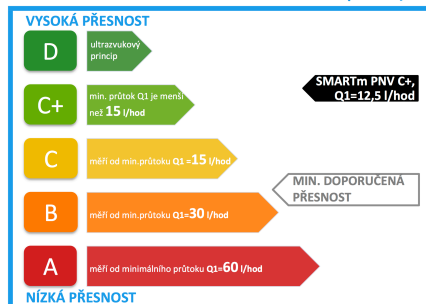 VYSOKÁ PŘESNOST
D
ultrazvukový
princip
C+
min. průtok Q1 je menší
než 15 l/hod
SMARTm PNV C+,
Q1=12,5 l/hod
C
měří od min.průtoku Q1 =15 l/hod
MIN. DOPORUČENÁ
PŘESNOST
B
měří od min.průtoku Q1=30 l/hod
A
měří od minimálního průtoku Q1=60 l/hod
NÍZKÁ PŘESNOST